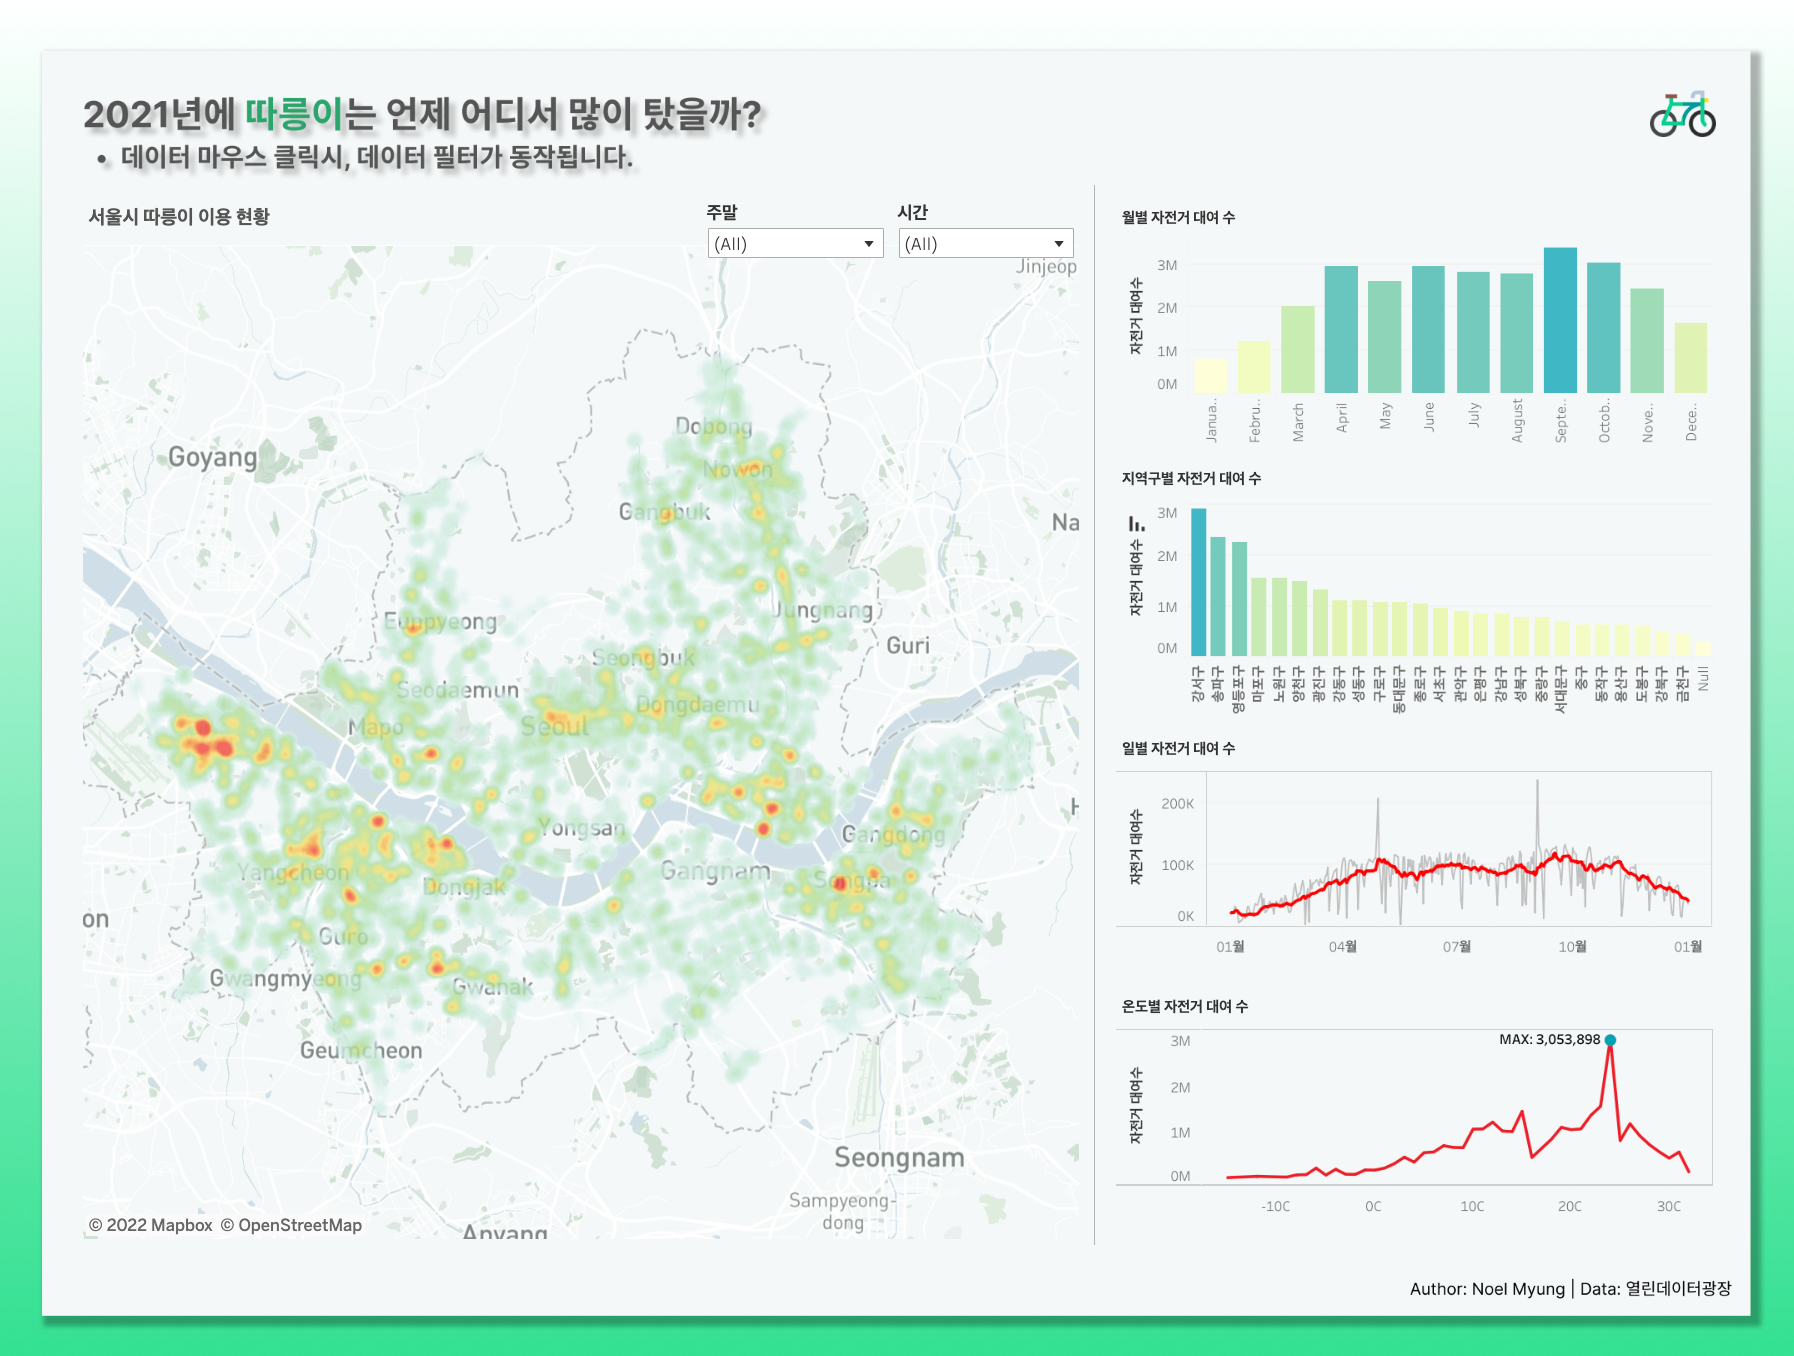 2021년에 따릉이는 언제 어디서 많이 탔을까?
• 데이터 마우스 클릭시, 데이터 필터가 동작됩니다.
서울시 따릉이 이용 현황
주말
(All)
시간
(All)
Jinjeop
Dobong
Nowon
Goyang
Gangbuk
Na
Eunpyeong
Jungnang
Guri
Seongbuk
Seodaemun
Dongdaemu
Mapo
Seoul
H
Yongsan
Gangdong
Yangcheon
Gangnam
Songpa
Dongjak
on
Guro
Gwangmyeong
Gwanak
Geumcheon
Seongnam
Sampyeong-
dong
Anyang
© 2022 Mapbox © OpenStreetMap
월별 자전거 대여 수
자전거 대여수
3M
2M
1M
0M
Janua..
Febru..
March
April
May
June
July
August
Septe..
Octob..
Nove..
Dece..
지역구별 자전거 대여 수
자전거 대여수
3M
2M
1M
0M
강서구
송파구
영등포구
마포구
노원구
양천구
광진구
강동구
성동구
구로구
동대문구
종로구
서초구
관악구
은평구
강남구
성북구
중랑구
서대문구
중구
동작구
용산구
도봉구
강북구
금천구
Null
일별 자전거 대여 수
자전거 대여수
200K
100K
0K
01월
04월
07월
10월
01월
온도별 자전거 대여 수
자전거 대여수
3M
2M
1M
0M
MAX: 3,053,898
-10C
0C
10C
20C
30C
Author: Noel Myung | Data: 열린데이터광장